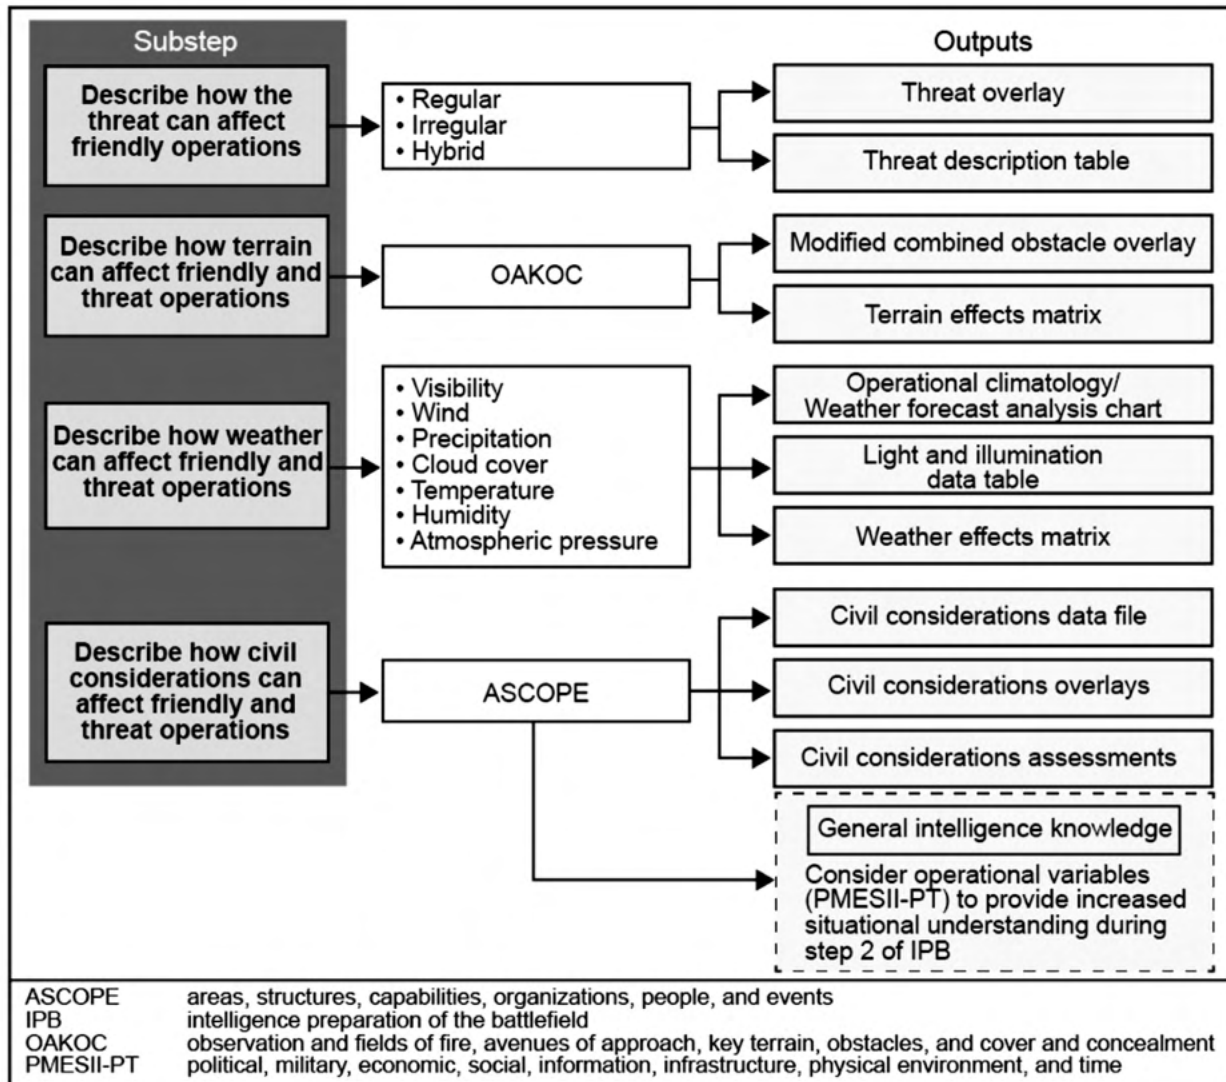 Substep
Outputs
Describe how the
threat can affect
friendly operations
• Regular
• Irregular
• Hybrid
Threat overlay
Threat description table
Describe how terrain
can affect friendly and
threat operations
OAKOC
Modified combined obstacle overlay
Terrain effects matrix
Describe how weather
can affect friendly and
threat operations
• Visibility
• Wind
• Precipitation
• Cloud cover
• Temperature
• Humidity
• Atmospheric pressure
Operational climatology/
Weather forecast analysis chart
Light and illumination
data table
Weather effects matrix
Describe how civil
considerations can
affect friendly and
threat operations
ASCOPE
Civil considerations data file
Civil considerations overlays
Civil considerations assessments
General intelligence knowledge
Consider operational variables
(PMESII-PT) to provide increased
situational understanding during
step 2 of IPB
ASCOPE areas, structures, capabilities, organizations, people, and events
IPB intelligence preparation of the battlefield
OAKOC observation and fields of fire, avenues of approach, key terrain, obstacles, and cover and concealment
PMESII-PT political, military, economic, social, information, infrastructure, physical environment, and time